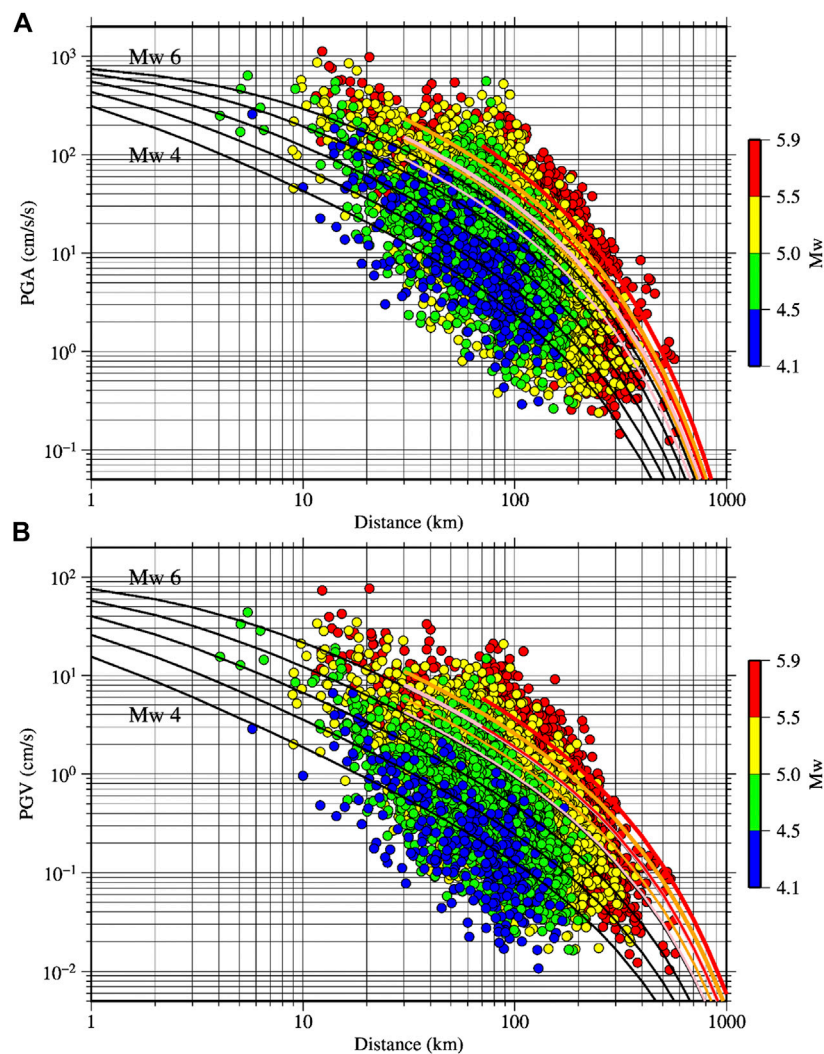 A
10³
10²
10¹
10⁰
10⁻¹
PGA (cm/s/s)
Mw 6
Mw 4
1
10
100
1000
Distance (km)
5.9
5.5
5.0
4.5
4.1
Mw
B
10²
10¹
10⁰
10⁻¹
10⁻²
PGV (cm/s)
Mw 6
Mw 4
1
10
100
1000
Distance (km)
5.9
5.5
5.0
4.5
4.1
Mw